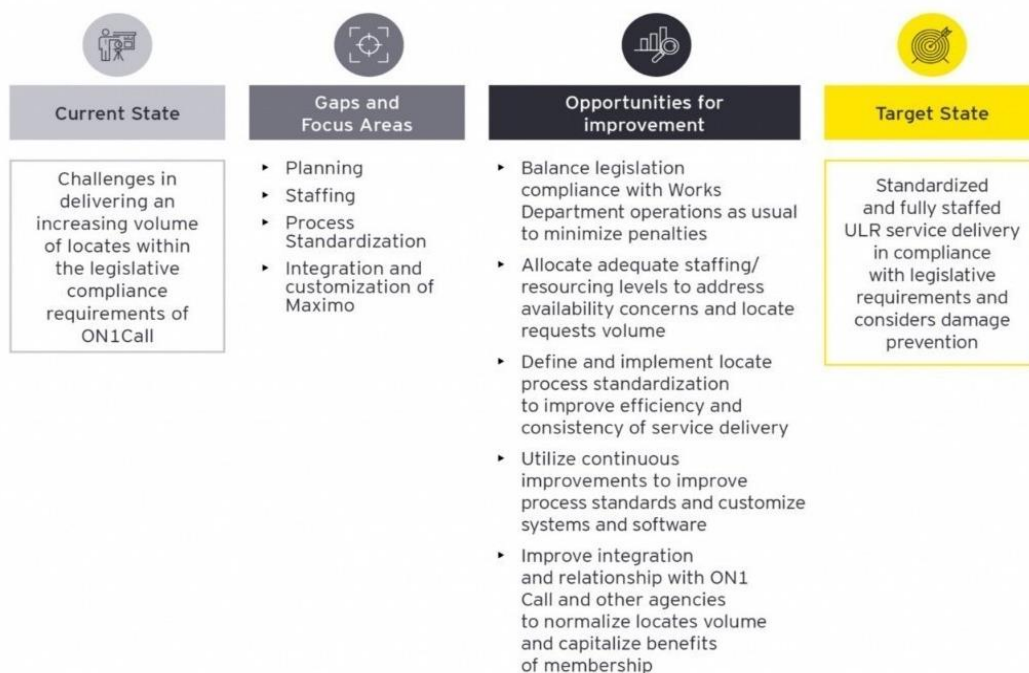 Current State
Challenges in
delivering an
increasing volume
of locates within
the legislative
compliance
requirements of
ON1Call
Gaps and
Focus Areas
‣ Planning
‣ Staffing
‣ Process
Standardization
‣ Integration and
customization of
Maximo
Opportunities for
improvement
‣ Balance legislation
compliance with Works
Department operations as usual
to minimize penalties
‣ Allocate adequate staffing/
resourcing levels to address
availability concerns and locate
requests volume
‣ Define and implement locate
process standardization
to improve efficiency and
consistency of service delivery
‣ Utilize continuous
improvements to improve
process standards and customize
systems and software
‣ Improve integration
and relationship with ON1
Call and other agencies
to normalize locates volume
and capitalize benefits
of membership
Target State
Standardized
and fully staffed
ULR service delivery
in compliance
with legislative
requirements and
considers damage
prevention